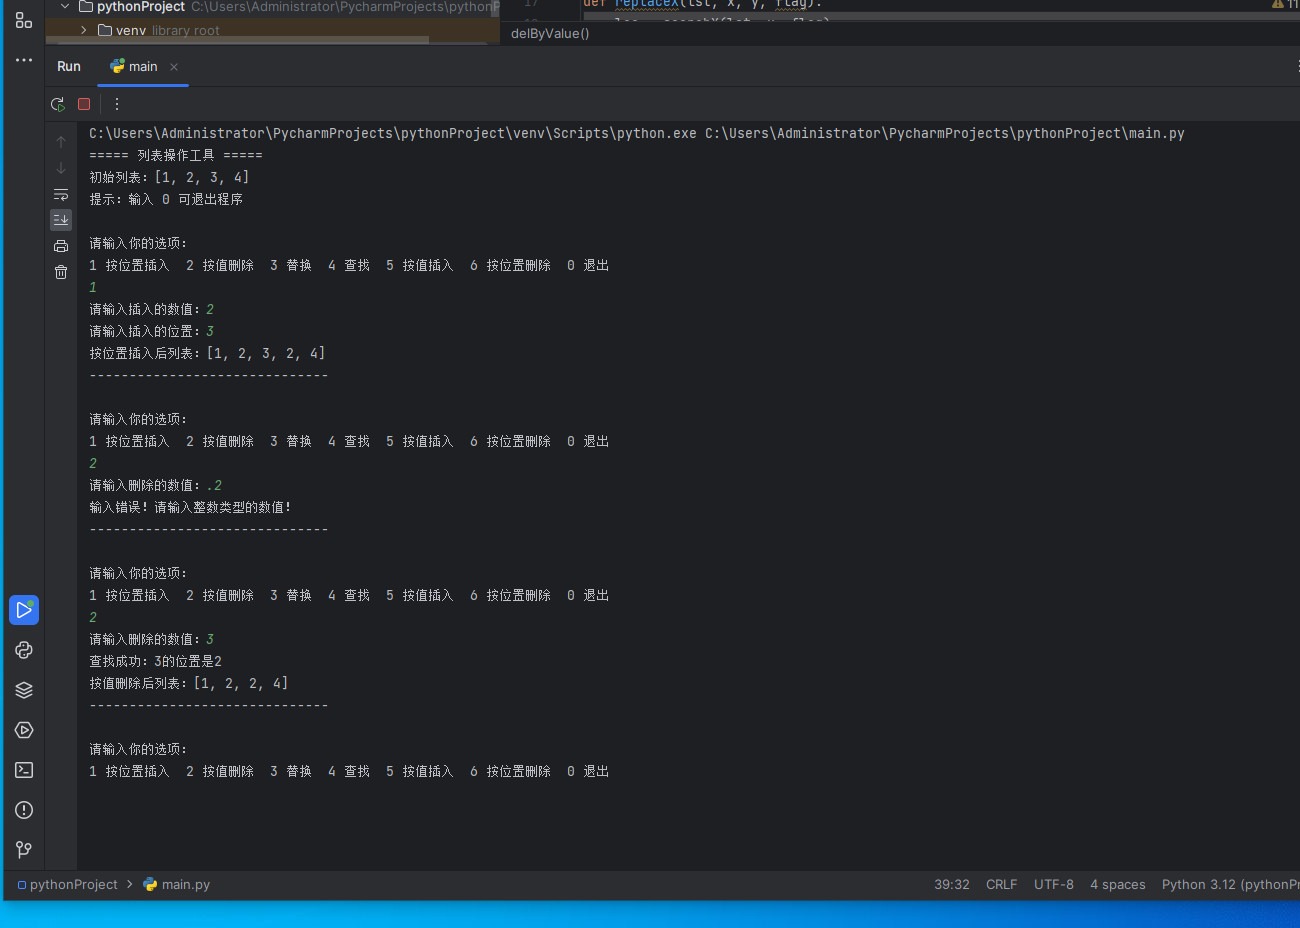 pythonProject C:\Users\Administrator\PycharmProjects\pythonP
venv library root
17 def replaceX(lst, x, y, flag):
delByValue()
Run main
C:\Users\Administrator\PycharmProjects\pythonProject\venv\Scripts\python.exe C:\Users\Administrator\PycharmProjects\pythonProject\main.py
===== 列表操作工具 =====
初始列表：[1, 2, 3, 4]
提示：输入 0 可退出程序
请输入你的选项：
1 按位置插入  2 按值删除  3 替换  4 查找  5 按值插入  6 按位置删除  0 退出
1
请输入插入的数值：2
请输入插入的位置：3
按位置插入后列表：[1, 2, 3, 2, 4]
------------------------------
请输入你的选项：
1 按位置插入  2 按值删除  3 替换  4 查找  5 按值插入  6 按位置删除  0 退出
2
请输入删除的数值：.2
输入错误！请输入整数类型的数值！
------------------------------
请输入你的选项：
1 按位置插入  2 按值删除  3 替换  4 查找  5 按值插入  6 按位置删除  0 退出
2
请输入删除的数值：3
查找成功：3的位置是2
按值删除后列表：[1, 2, 2, 4]
------------------------------
请输入你的选项：
1 按位置插入  2 按值删除  3 替换  4 查找  5 按值插入  6 按位置删除  0 退出
pythonProject > main.py
39:32 CRLF UTF-8 4 spaces Python 3.12 (pythonPr